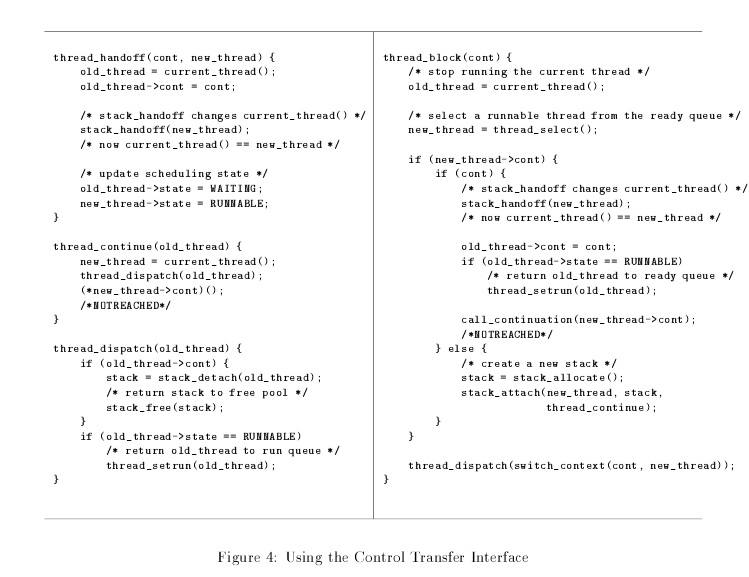 thread_handoff(cont, new_thread) {
    old_thread = current_thread();
    old_thread->cont = cont;

    /* stack_handoff changes current_thread() */
    stack_handoff(new_thread);
    /* now current_thread() == new_thread */

    /* update scheduling state */
    old_thread->state = WAITING;
    new_thread->state = RUNNABLE;
}

thread_continue(old_thread) {
    new_thread = current_thread();
    thread_dispatch(old_thread);
    (*new_thread->cont)();
    /*NOTREACHED*/
}

thread_dispatch(old_thread) {
    if (old_thread->cont) {
        stack = stack_detach(old_thread);
        /* return stack to free pool */
        stack_free(stack);
    }
    if (old_thread->state == RUNNABLE)
        /* return old_thread to run queue */
        thread_setrun(old_thread);
}

thread_block(cont) {
    /* stop running the current thread */
    old_thread = current_thread();

    /* select a runnable thread from the ready queue */
    new_thread = thread_select();

    if (new_thread->cont) {
        if (cont) {
            /* stack_handoff changes current_thread() */
            stack_handoff(new_thread);
            /* now current_thread() == new_thread */

            old_thread->cont = cont;
            if (old_thread->state == RUNNABLE)
                /* return old_thread to ready queue */
                thread_setrun(old_thread);

            call_continuation(new_thread->cont);
            /*NOTREACHED*/
        } else {
            /* create a new stack */
            stack = stack_allocate();
            stack_attach(new_thread, stack,
                         thread_continue);
        }
    }

    thread_dispatch(switch_context(cont, new_thread));
}

Figure 4: Using the Control Transfer Interface